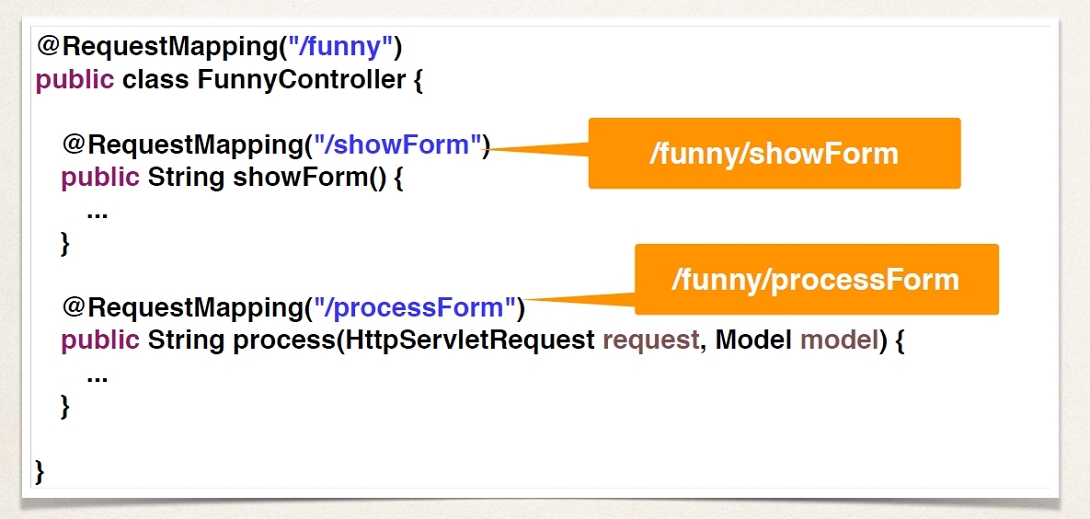 @RequestMapping("/funny")
public class FunnyController {
@RequestMapping("/showForm")
/funny/showForm
public String showForm() {
...
}
/funny/processForm
@RequestMapping("/processForm")
public String process(HttpServletRequest request, Model model) {
...
}
}